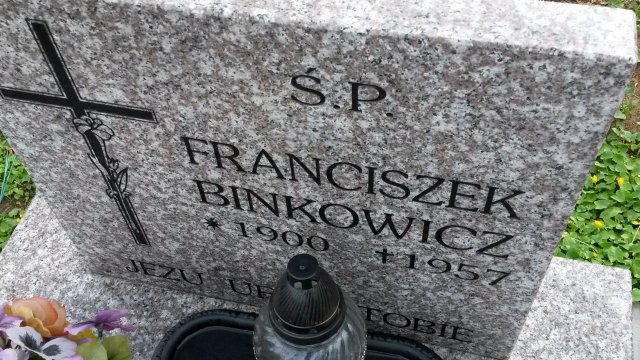 Ś.P.
FRANCISZEK
BINKOWICZ
*1900 +1957
JEZU TOBIE